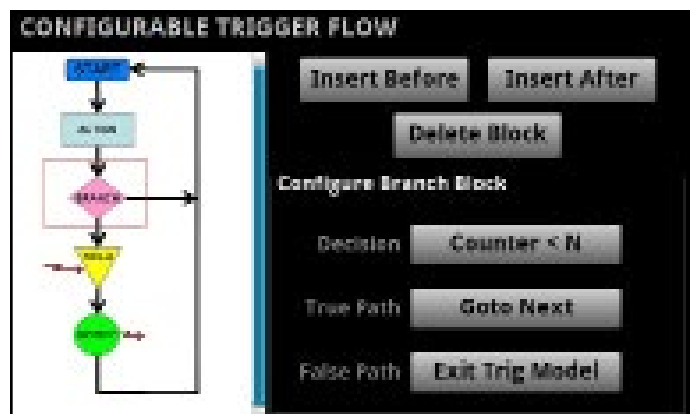 CONFIGURABLE TRIGGER FLOW
START
Insert Before
Insert After
Delete Block
BRANCH
Configure Branch Block
Decision
Counter < N
True Path
Goto Next
False Path
Exit Trig Model